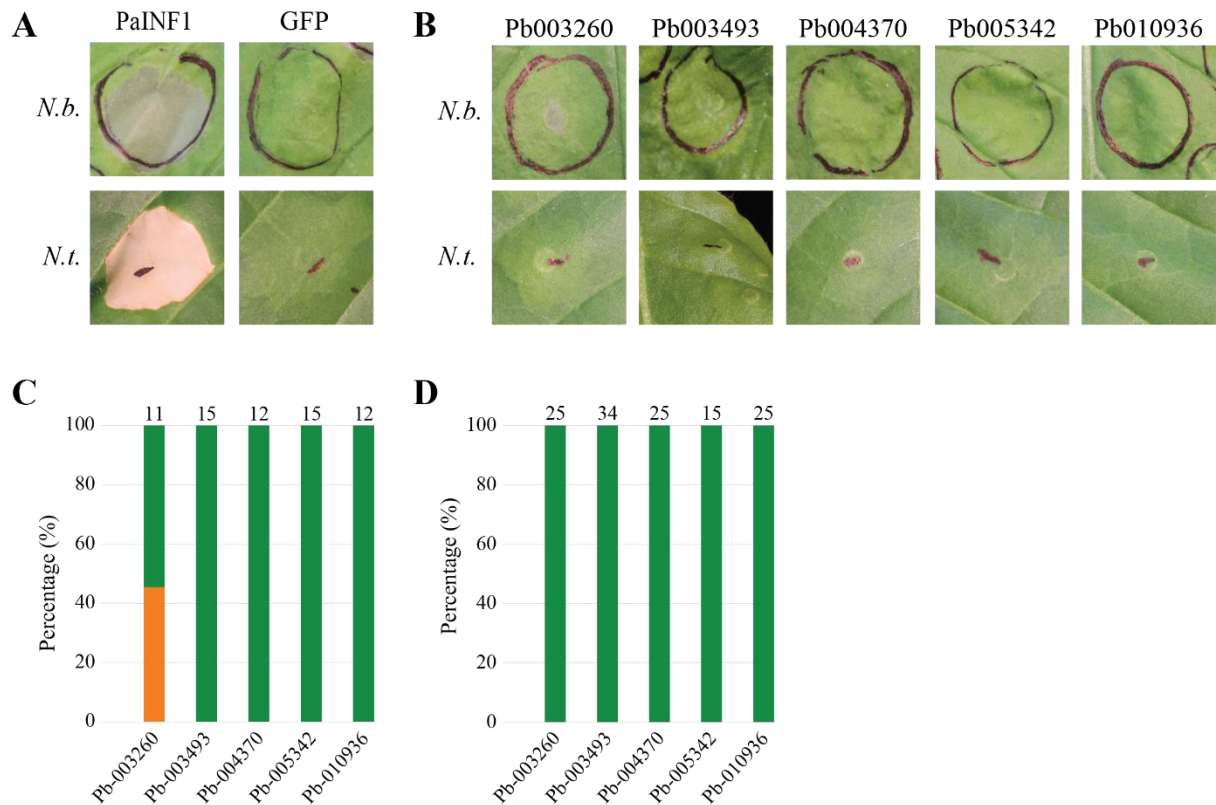 A
PaINF1 GFP
N.b.
N.t.
B
Pb003260 Pb003493 Pb004370 Pb005342 Pb010936
N.b.
N.t.
C
11 15 12 15 12
100
80
60
40
20
0
Percentage (%)
Pb-003260
Pb-003493
Pb-004370
Pb-005342
Pb-010936
D
25 34 25 15 25
100
80
60
40
20
0
Percentage (%)
Pb-003260
Pb-003493
Pb-004370
Pb-005342
Pb-010936